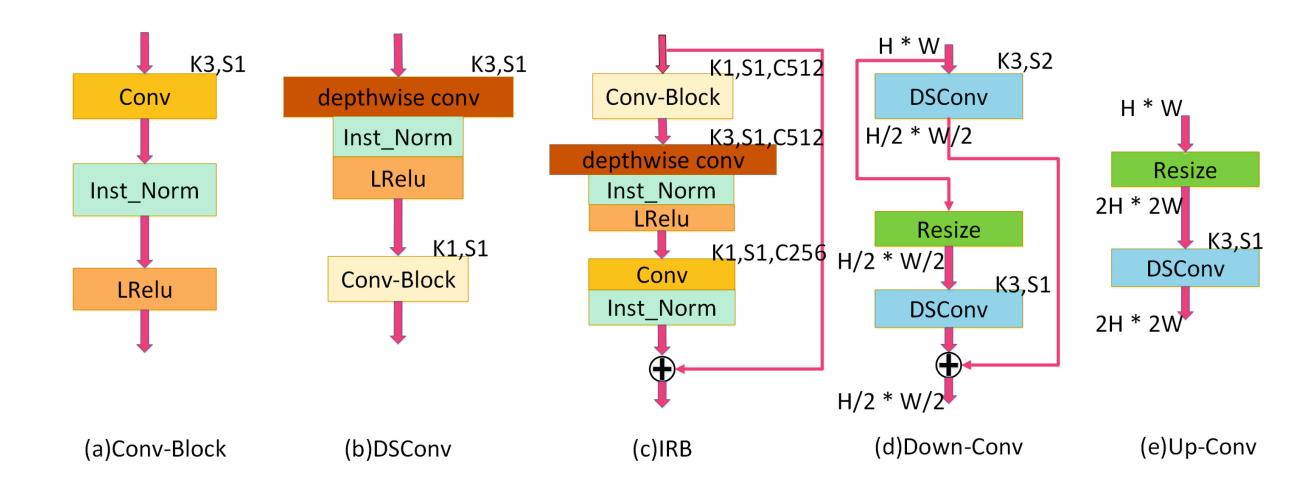 K3,S1
Conv
Inst_Norm
LRelu
(a)Conv-Block
K3,S1
depthwise conv
Inst_Norm
LRelu
K1,S1
Conv-Block
(b)DSConv
K1,S1,C512
Conv-Block
K3,S1,C512
depthwise conv
Inst_Norm
LRelu
K1,S1,C256
Conv
Inst_Norm
(c)IRB
H * W
K3,S2
DSConv
H/2 * W/2
Resize
H/2 * W/2
K3,S1
DSConv
H/2 * W/2
(d)Down-Conv
H * W
Resize
2H * 2W
K3,S1
DSConv
2H * 2W
(e)Up-Conv